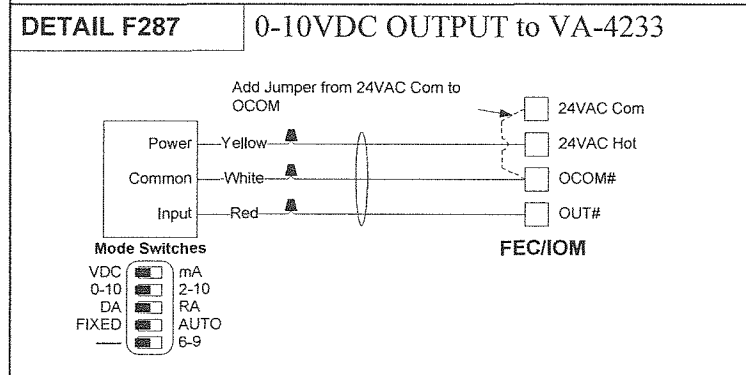 DETAIL F287
0-10VDC OUTPUT to VA-4233
Add Jumper from 24VAC Com to
OCOM
24VAC Com
Power Yellow 24VAC Hot
Common White OCOM#
Input Red OUT#
Mode Switches
FEC/IOM
VDC mA
0-10 2-10
DA RA
FIXED AUTO
6-9